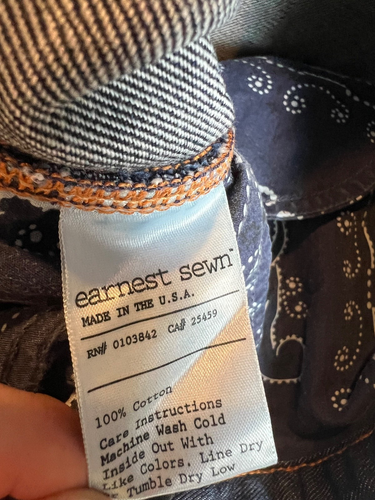 earnest sewn™
MADE IN THE U.S.A.
RN# 0103842 CA# 25459
100% Cotton
Care Instructions
Machine Wash Cold
Inside Out With
Like Colors, Line Dry
or Tumble Dry Low